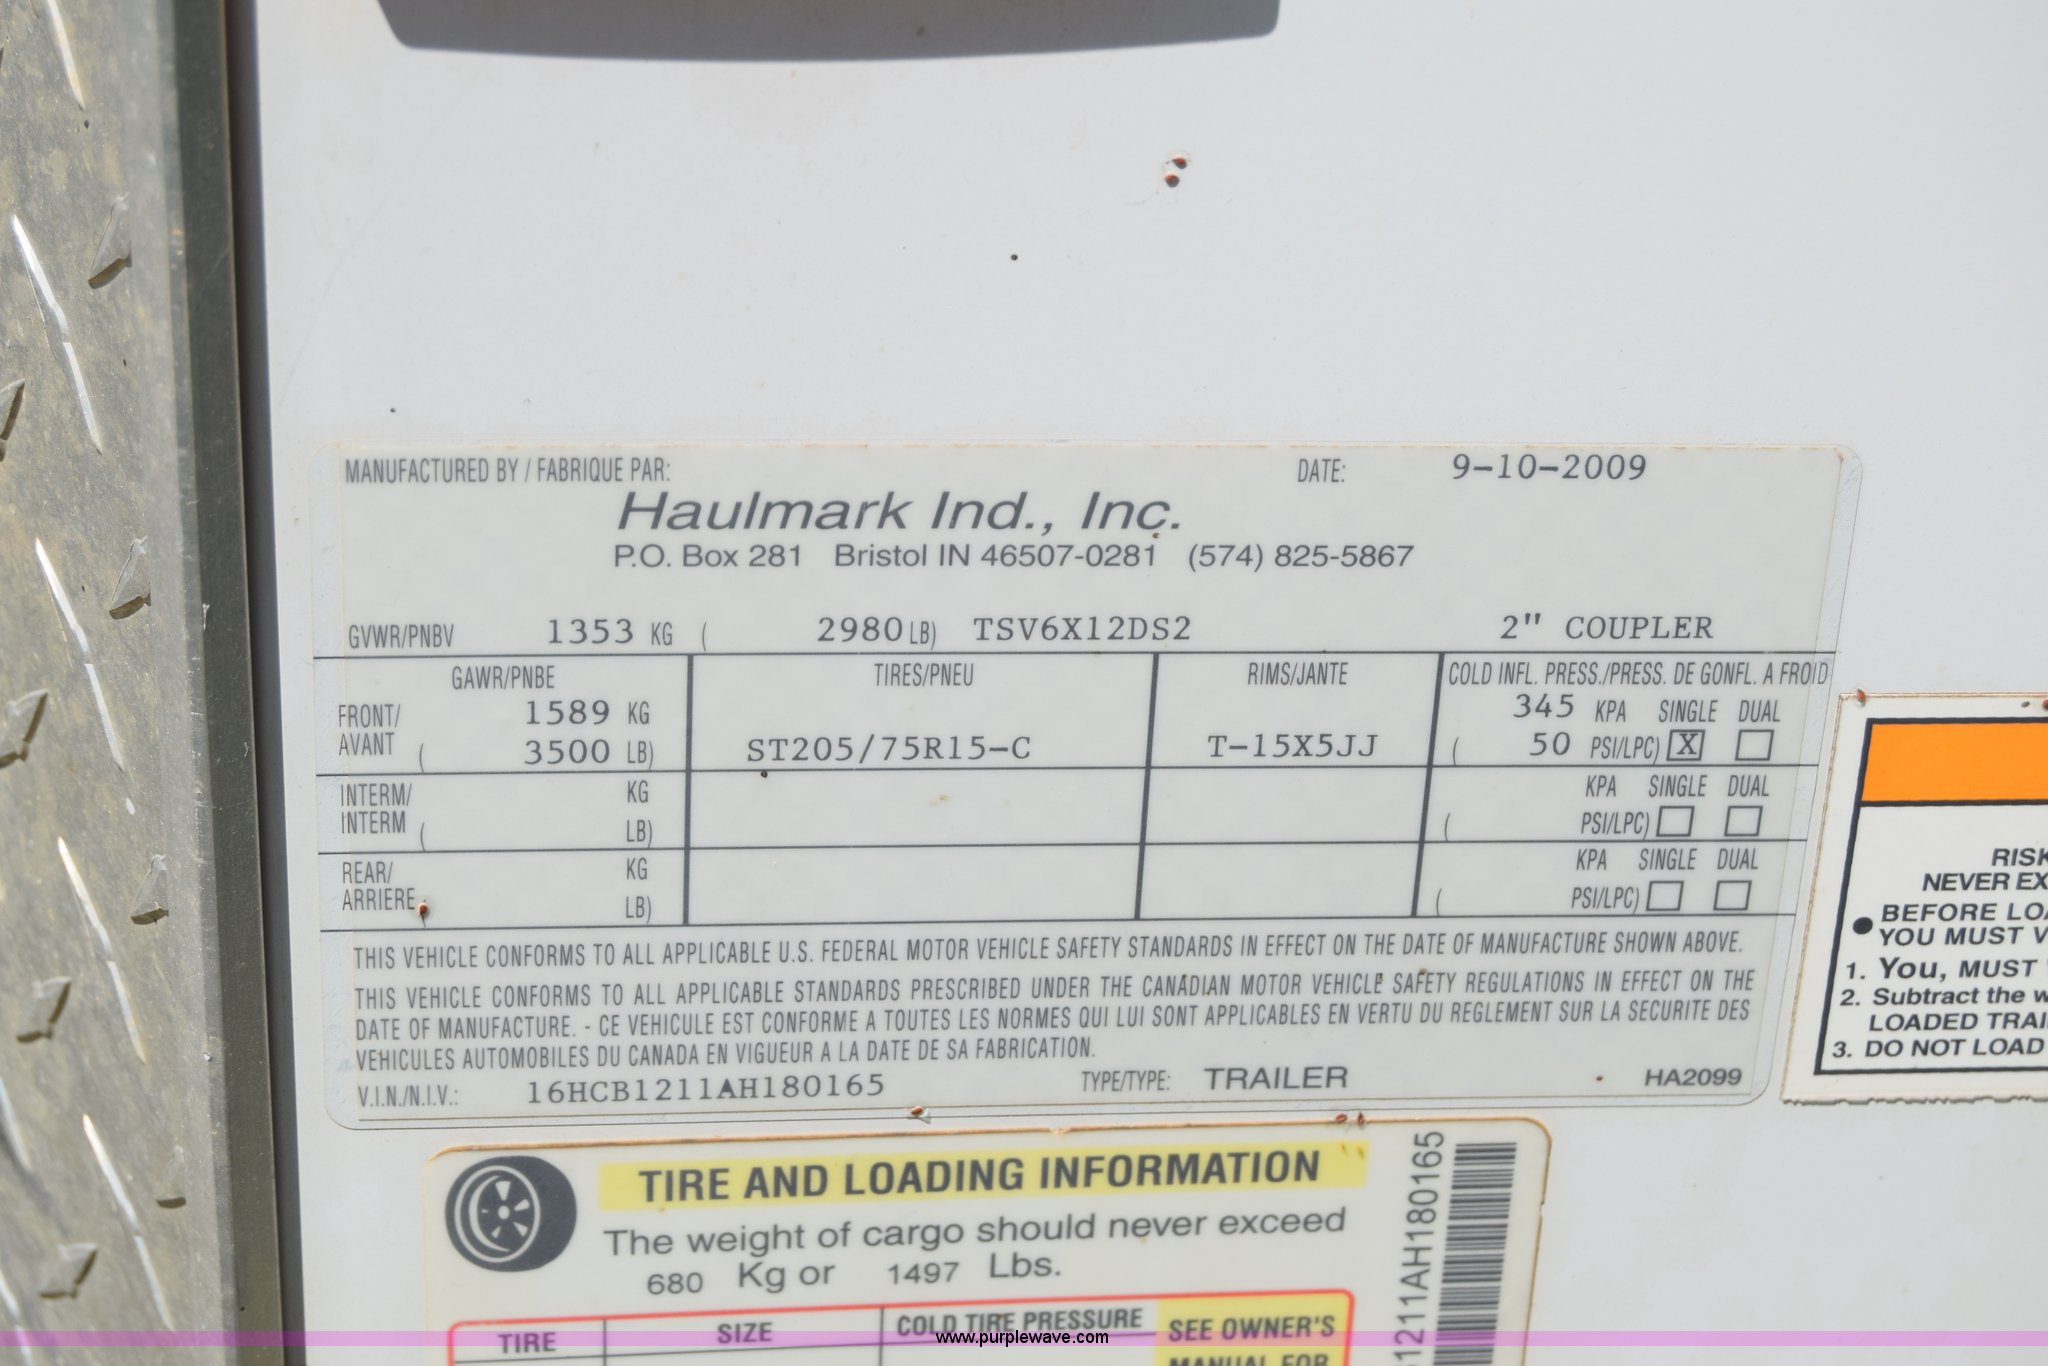 MANUFACTURED BY / FABRIQUE PAR: DATE: 9-10-2009
Haulmark Ind., Inc.
P.O. Box 281 Bristol IN 46507-0281 (574) 825-5867
GVWR/PNBV 1353 KG ( 2980 LB) TSV6X12DS2 2" COUPLER
GAWR/PNBE TIRES/PNEU RIMS/JANTE COLD INFL. PRESS./PRESS. DE GONFL. A FROID
FRONT/ 1589 KG 345 KPA SINGLE DUAL
AVANT ( 3500 LB) ST205/75R15-C T-15X5JJ ( 50 PSI/LPC) X
INTERM/ KG KPA SINGLE DUAL
INTERM ( LB) ( PSI/LPC)
REAR/ KG KPA SINGLE DUAL
ARRIERE LB) ( PSI/LPC)
THIS VEHICLE CONFORMS TO ALL APPLICABLE U.S. FEDERAL MOTOR VEHICLE SAFETY STANDARDS IN EFFECT ON THE DATE OF MANUFACTURE SHOWN ABOVE.
THIS VEHICLE CONFORMS TO ALL APPLICABLE STANDARDS PRESCRIBED UNDER THE CANADIAN MOTOR VEHICLE SAFETY REGULATIONS IN EFFECT ON THE
DATE OF MANUFACTURE. - CE VEHICULE EST CONFORME A TOUTES LES NORMES QUI LUI SONT APPLICABLES EN VERTU DU REGLEMENT SUR LA SECURITE DES
VEHICULES AUTOMOBILES DU CANADA EN VIGUEUR A LA DATE DE SA FABRICATION.
V.I.N./N.I.V.: 16HCB1211AH180165 TYPE/TYPE: TRAILER HA2099
RISK
NEVER EX
• BEFORE LOA
YOU MUST V
1. You, MUST
2. Subtract the w
LOADED TRAI
3. DO NOT LOAD
TIRE AND LOADING INFORMATION
The weight of cargo should never exceed
680 Kg or 1497 Lbs.
1211AH180165
TIRE SIZE COLD TIRE PRESSURE SEE OWNER'S
MANUAL FOR
www.purplewave.com